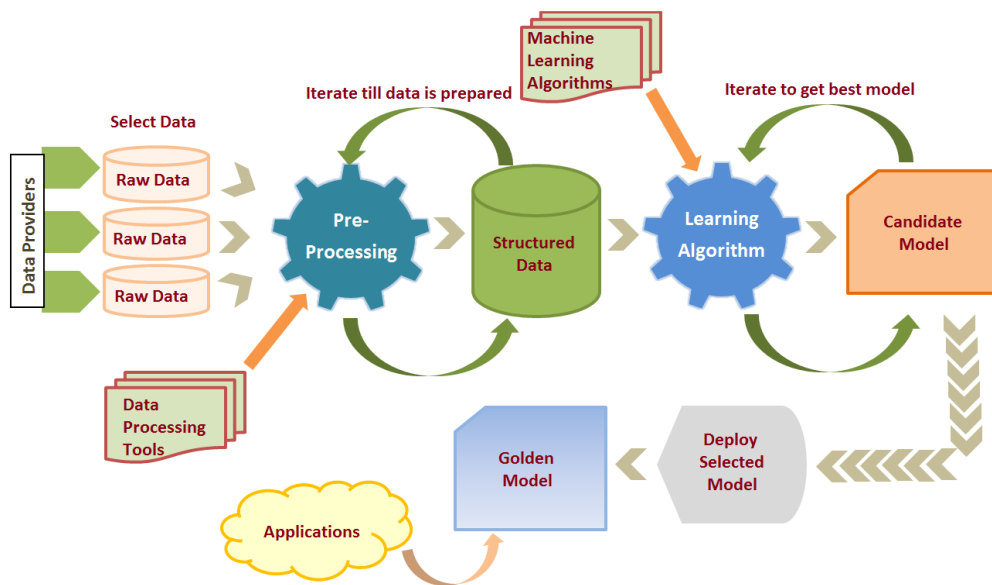 Machine
Learning
Algorithms
Iterate till data is prepared
Iterate to get best model
Select Data
Data Providers
Raw Data
Raw Data
Raw Data
Pre-
Processing
Structured
Data
Learning
Algorithm
Candidate
Model
Data
Processing
Tools
Golden
Model
Deploy
Selected
Model
Applications